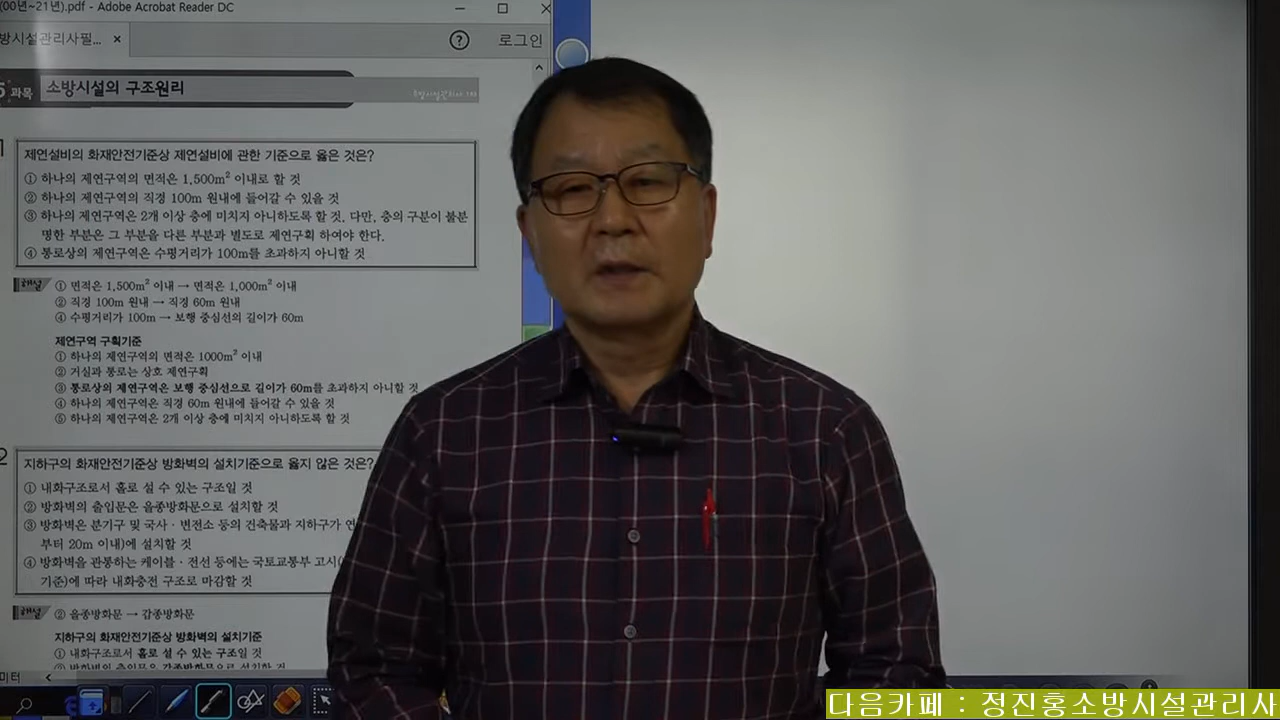 (00년~21년).pdf - Adobe Acrobat Reader DC
방시설관리사필... ×
? 로그인
과목 소방시설의 구조원리
제연설비의 화재안전기준상 제연설비에 관한 기준으로 옳은 것은?
① 하나의 제연구역의 면적은 1,500m² 이내로 할 것
② 하나의 제연구역의 직경 100m 원내에 들어갈 수 있을 것
③ 하나의 제연구역은 2개 이상 층에 미치지 아니하도록 할 것. 다만, 층의 구분이 불분
명한 부분은 그 부분을 다른 부분과 별도로 제연구획 하여야 한다.
④ 통로상의 제연구역은 수평거리가 100m를 초과하지 아니할 것
해설 ① 면적은 1,500m² 이내 → 면적은 1,000m² 이내
② 직경 100m 원내 → 직경 60m 원내
④ 수평거리가 100m → 보행 중심선의 길이가 60m
제연구역 구획기준
① 하나의 제연구역의 면적은 1000m² 이내
② 거실과 통로는 상호 제연구획
③ 통로상의 제연구역은 보행 중심선으로 길이가 60m를 초과하지 아니할 것
④ 하나의 제연구역은 직경 60m 원내에 들어갈 수 있을 것
⑤ 하나의 제연구역은 2개 이상 층에 미치지 아니하도록 할 것
2
지하구의 화재안전기준상 방화벽의 설치기준으로 옳지 않은 것은?
① 내화구조로서 홀로 설 수 있는 구조일 것
② 방화벽의 출입문은 을종방화문으로 설치할 것
③ 방화벽은 분기구 및 국사·변전소 등의 건축물과 지하구가 연
부터 20m 이내)에 설치할 것
④ 방화벽을 관통하는 케이블·전선 등에는 국토교통부 고시(
기준)에 따라 내화충전 구조로 마감할 것
해설 ② 을종방화문 → 갑종방화문
지하구의 화재안전기준상 방화벽의 설치기준
① 내화구조로서 홀로 설 수 있는 구조일 것
② 방화벽의 출입문은 갑종방화문으로 설치할 것
미터
다음카페 : 정진홍소방시설관리사